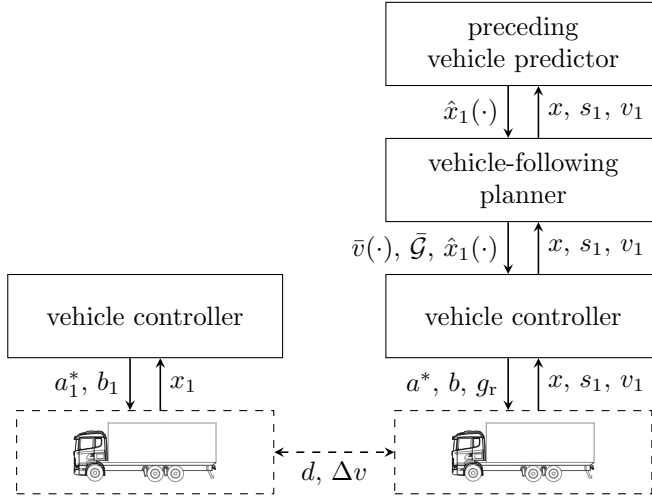 preceding
vehicle predictor
x̂₁(·)
x, s₁, v₁
vehicle-following
planner
v̄(·), 𝒢̄, x̂₁(·)
x, s₁, v₁
vehicle controller
vehicle controller
a₁*, b₁
x₁
a*, b, gᵣ
x, s₁, v₁
d, Δv